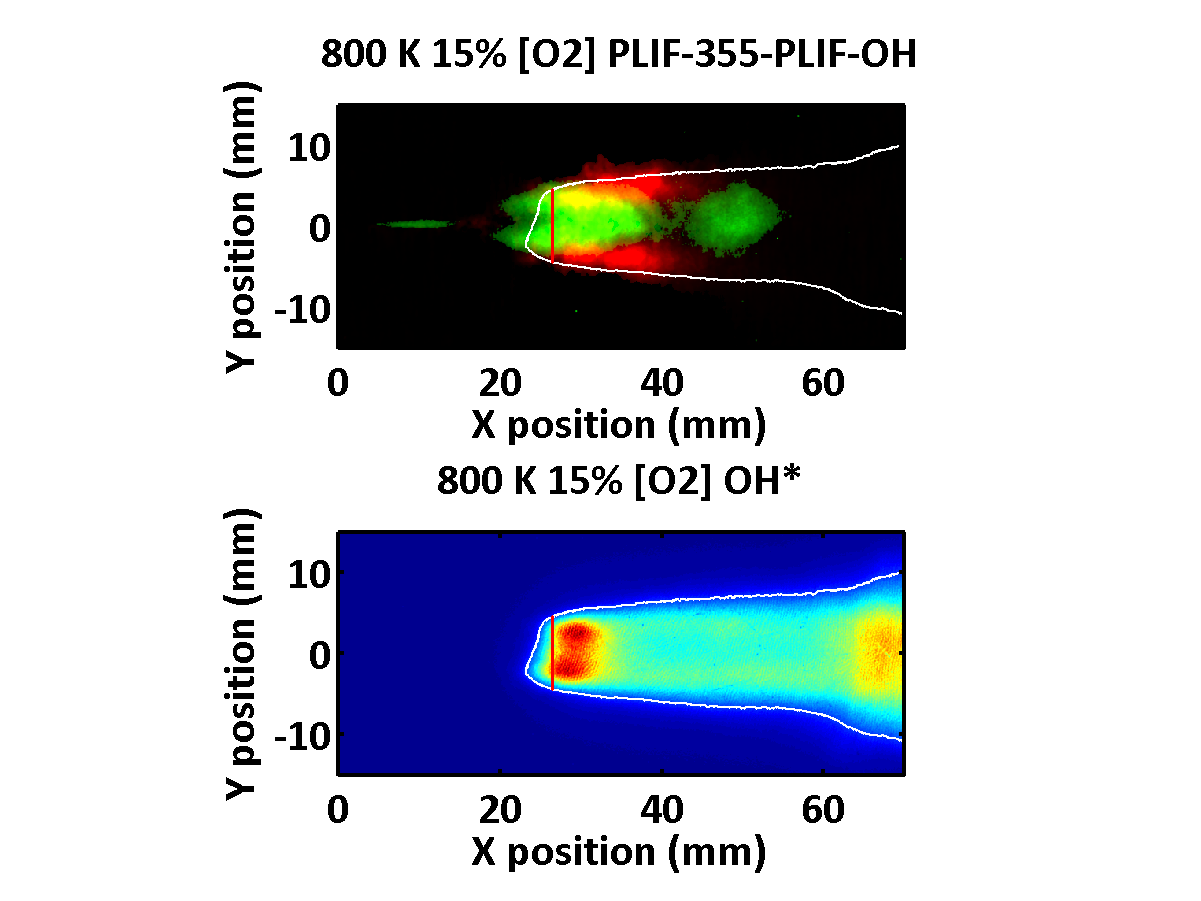 800 K 15% [O2] PLIF-355-PLIF-OH
Y position (mm)
10
0
-10
0 20 40 60
X position (mm)
800 K 15% [O2] OH*
Y position (mm)
10
0
-10
0 20 40 60
X position (mm)